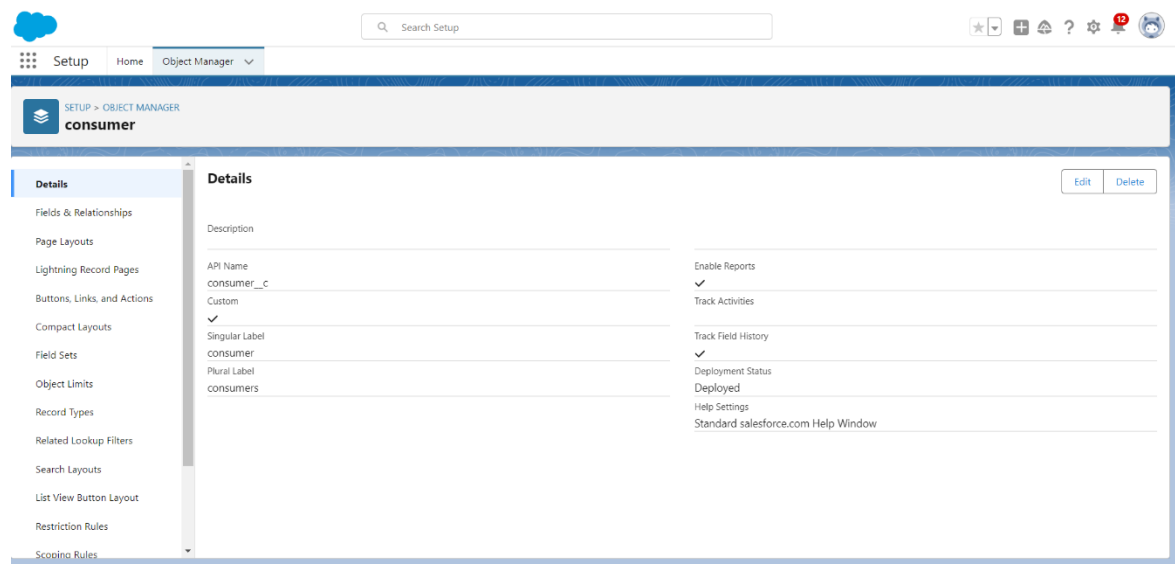 Search Setup
12
Setup
Home
Object Manager
SETUP > OBJECT MANAGER
consumer
Details
Fields & Relationships
Page Layouts
Lightning Record Pages
Buttons, Links, and Actions
Compact Layouts
Field Sets
Object Limits
Record Types
Related Lookup Filters
Search Layouts
List View Button Layout
Restriction Rules
Scoping Rules
Details
Edit
Delete
Description
API Name
consumer__c
Custom
Singular Label
consumer
Plural Label
consumers
Enable Reports
Track Activities
Track Field History
Deployment Status
Deployed
Help Settings
Standard salesforce.com Help Window